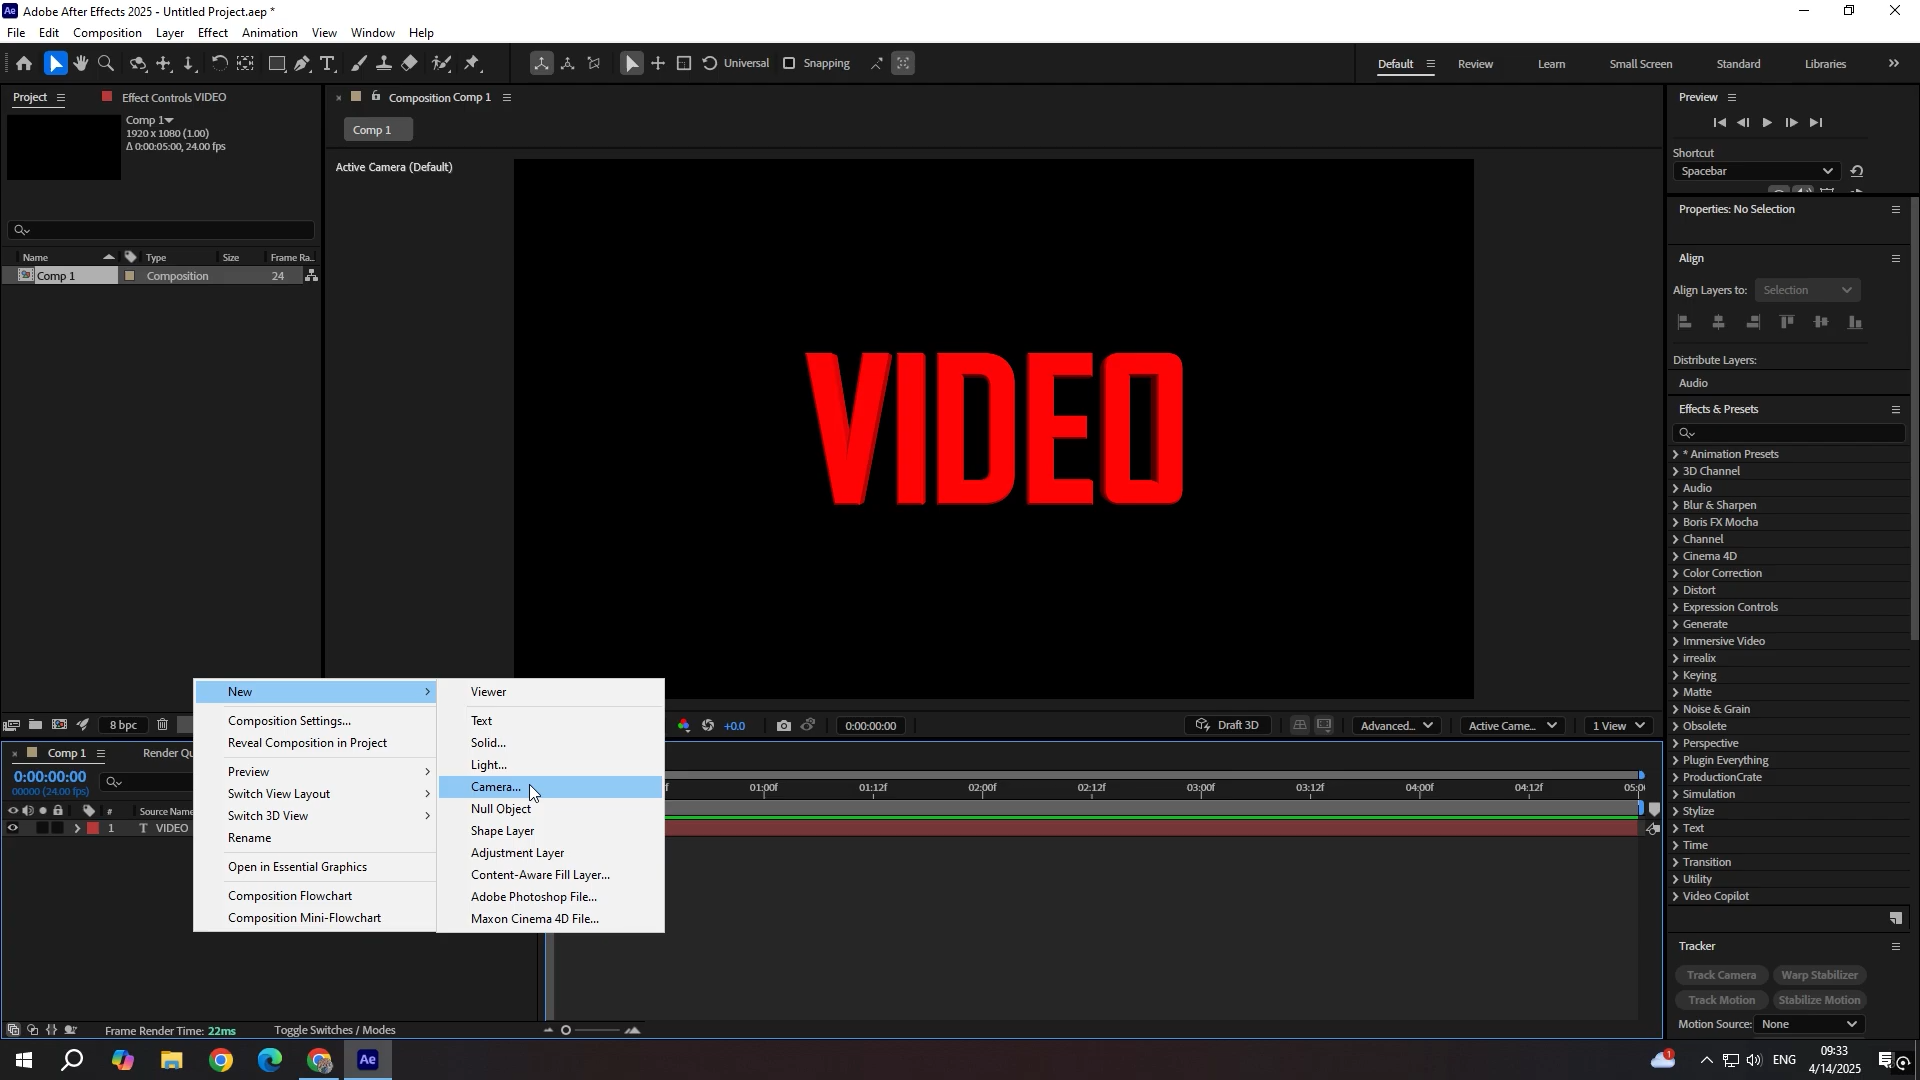 Adobe After Effects 2025 - Untitled Project.aep *
File Edit Composition Layer Effect Animation View Window Help
Universal
Snapping
Default
Review
Learn
Small Screen
Standard
Libraries
Project
Effect Controls VIDEO
Comp 1
1920 x 1080 (1.00)
Δ 0:00:05:00, 24.00 fps
Name Type Size Frame Ra..
Comp 1 Composition 24
8 bpc
Composition Comp 1
Comp 1
Active Camera (Default)
VIDEO
+0.0
0:00:00:00
Draft 3D
Advanced...
Active Came...
1 View
Preview
Shortcut
Spacebar
Properties: No Selection
Align
Align Layers to:
Selection
Distribute Layers:
Audio
Effects & Presets
* Animation Presets
3D Channel
Audio
Blur & Sharpen
Boris FX Mocha
Channel
Cinema 4D
Color Correction
Distort
Expression Controls
Generate
Immersive Video
irrealix
Keying
Matte
Noise & Grain
Obsolete
Perspective
Plugin Everything
ProductionCrate
Simulation
Stylize
Text
Time
Transition
Utility
Video Copilot
Tracker
Track Camera
Warp Stabilizer
Track Motion
Stabilize Motion
Motion Source:
None
New
Composition Settings...
Reveal Composition in Project
Preview
Switch View Layout
Switch 3D View
Rename
Open in Essential Graphics
Composition Flowchart
Composition Mini-Flowchart
Viewer
Text
Solid...
Light...
Camera...
Null Object
Shape Layer
Adjustment Layer
Content-Aware Fill Layer...
Adobe Photoshop File...
Maxon Cinema 4D File...
Comp 1
Render Qu
0:00:00:00
00000 (24.00 fps)
# Source Name
1 T VIDEO
01:00f 01:12f 02:00f 02:12f 03:00f 03:12f 04:00f 04:12f 05:0
Frame Render Time: 22ms
Toggle Switches / Modes
Ae
1
ENG
09:33
4/14/2025